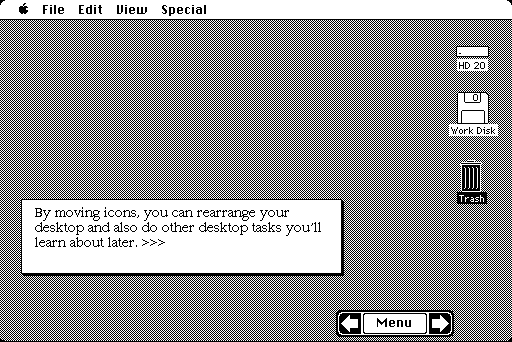 File Edit View Special
HD 20
Work Disk
Trash
By moving icons, you can rearrange your
desktop and also do other desktop tasks you'll
learn about later. >>>
Menu